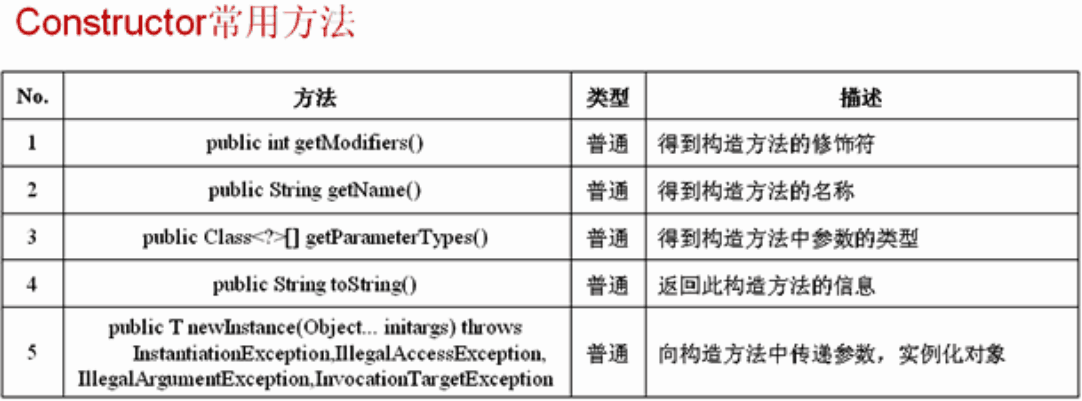 Constructor常用方法
No. 方法 类型 描述
1 public int getModifiers() 普通 得到构造方法的修饰符
2 public String getName() 普通 得到构造方法的名称
3 public Class<?>[] getParameterTypes() 普通 得到构造方法中参数的类型
4 public String toString() 普通 返回此构造方法的信息
public T newInstance(Object... initargs) throws
5 InstantiationException,IllegalAccessException, 普通 向构造方法中传递参数，实例化对象
IllegalArgumentException,InvocationTargetException